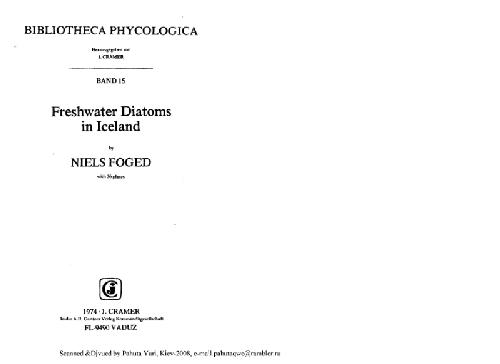 BIBLIOTHECA PHYCOLOGICA
Herausgegeben von
J. CRAMER
BAND 15
Freshwater Diatoms
in Iceland
by
NIELS FOGED
with 36 plates
1974 · J. CRAMER
In der A.R. Gantner Verlag Kommanditgesellschaft
FL-9490 VADUZ
Scanned &Djvued by Pahuta Yuri, Kiev-2008, e-mail pahutaqwe@rambler.ru